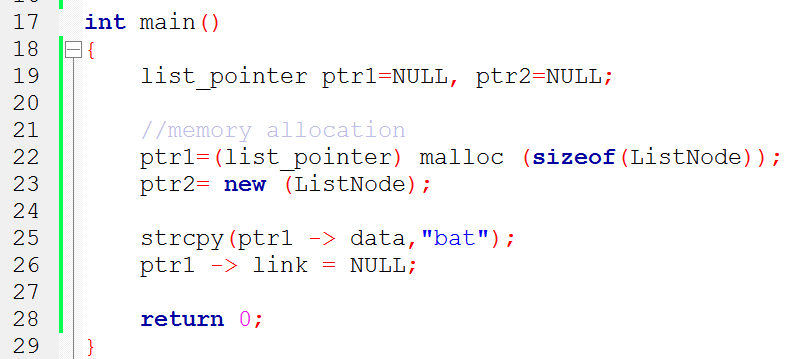 17 int main()
18 {
19 list_pointer ptr1=NULL, ptr2=NULL;
20
21 //memory allocation
22 ptr1=(list_pointer) malloc (sizeof(ListNode));
23 ptr2= new (ListNode);
24
25 strcpy(ptr1 -> data,"bat");
26 ptr1 -> link = NULL;
27
28 return 0;
29 }